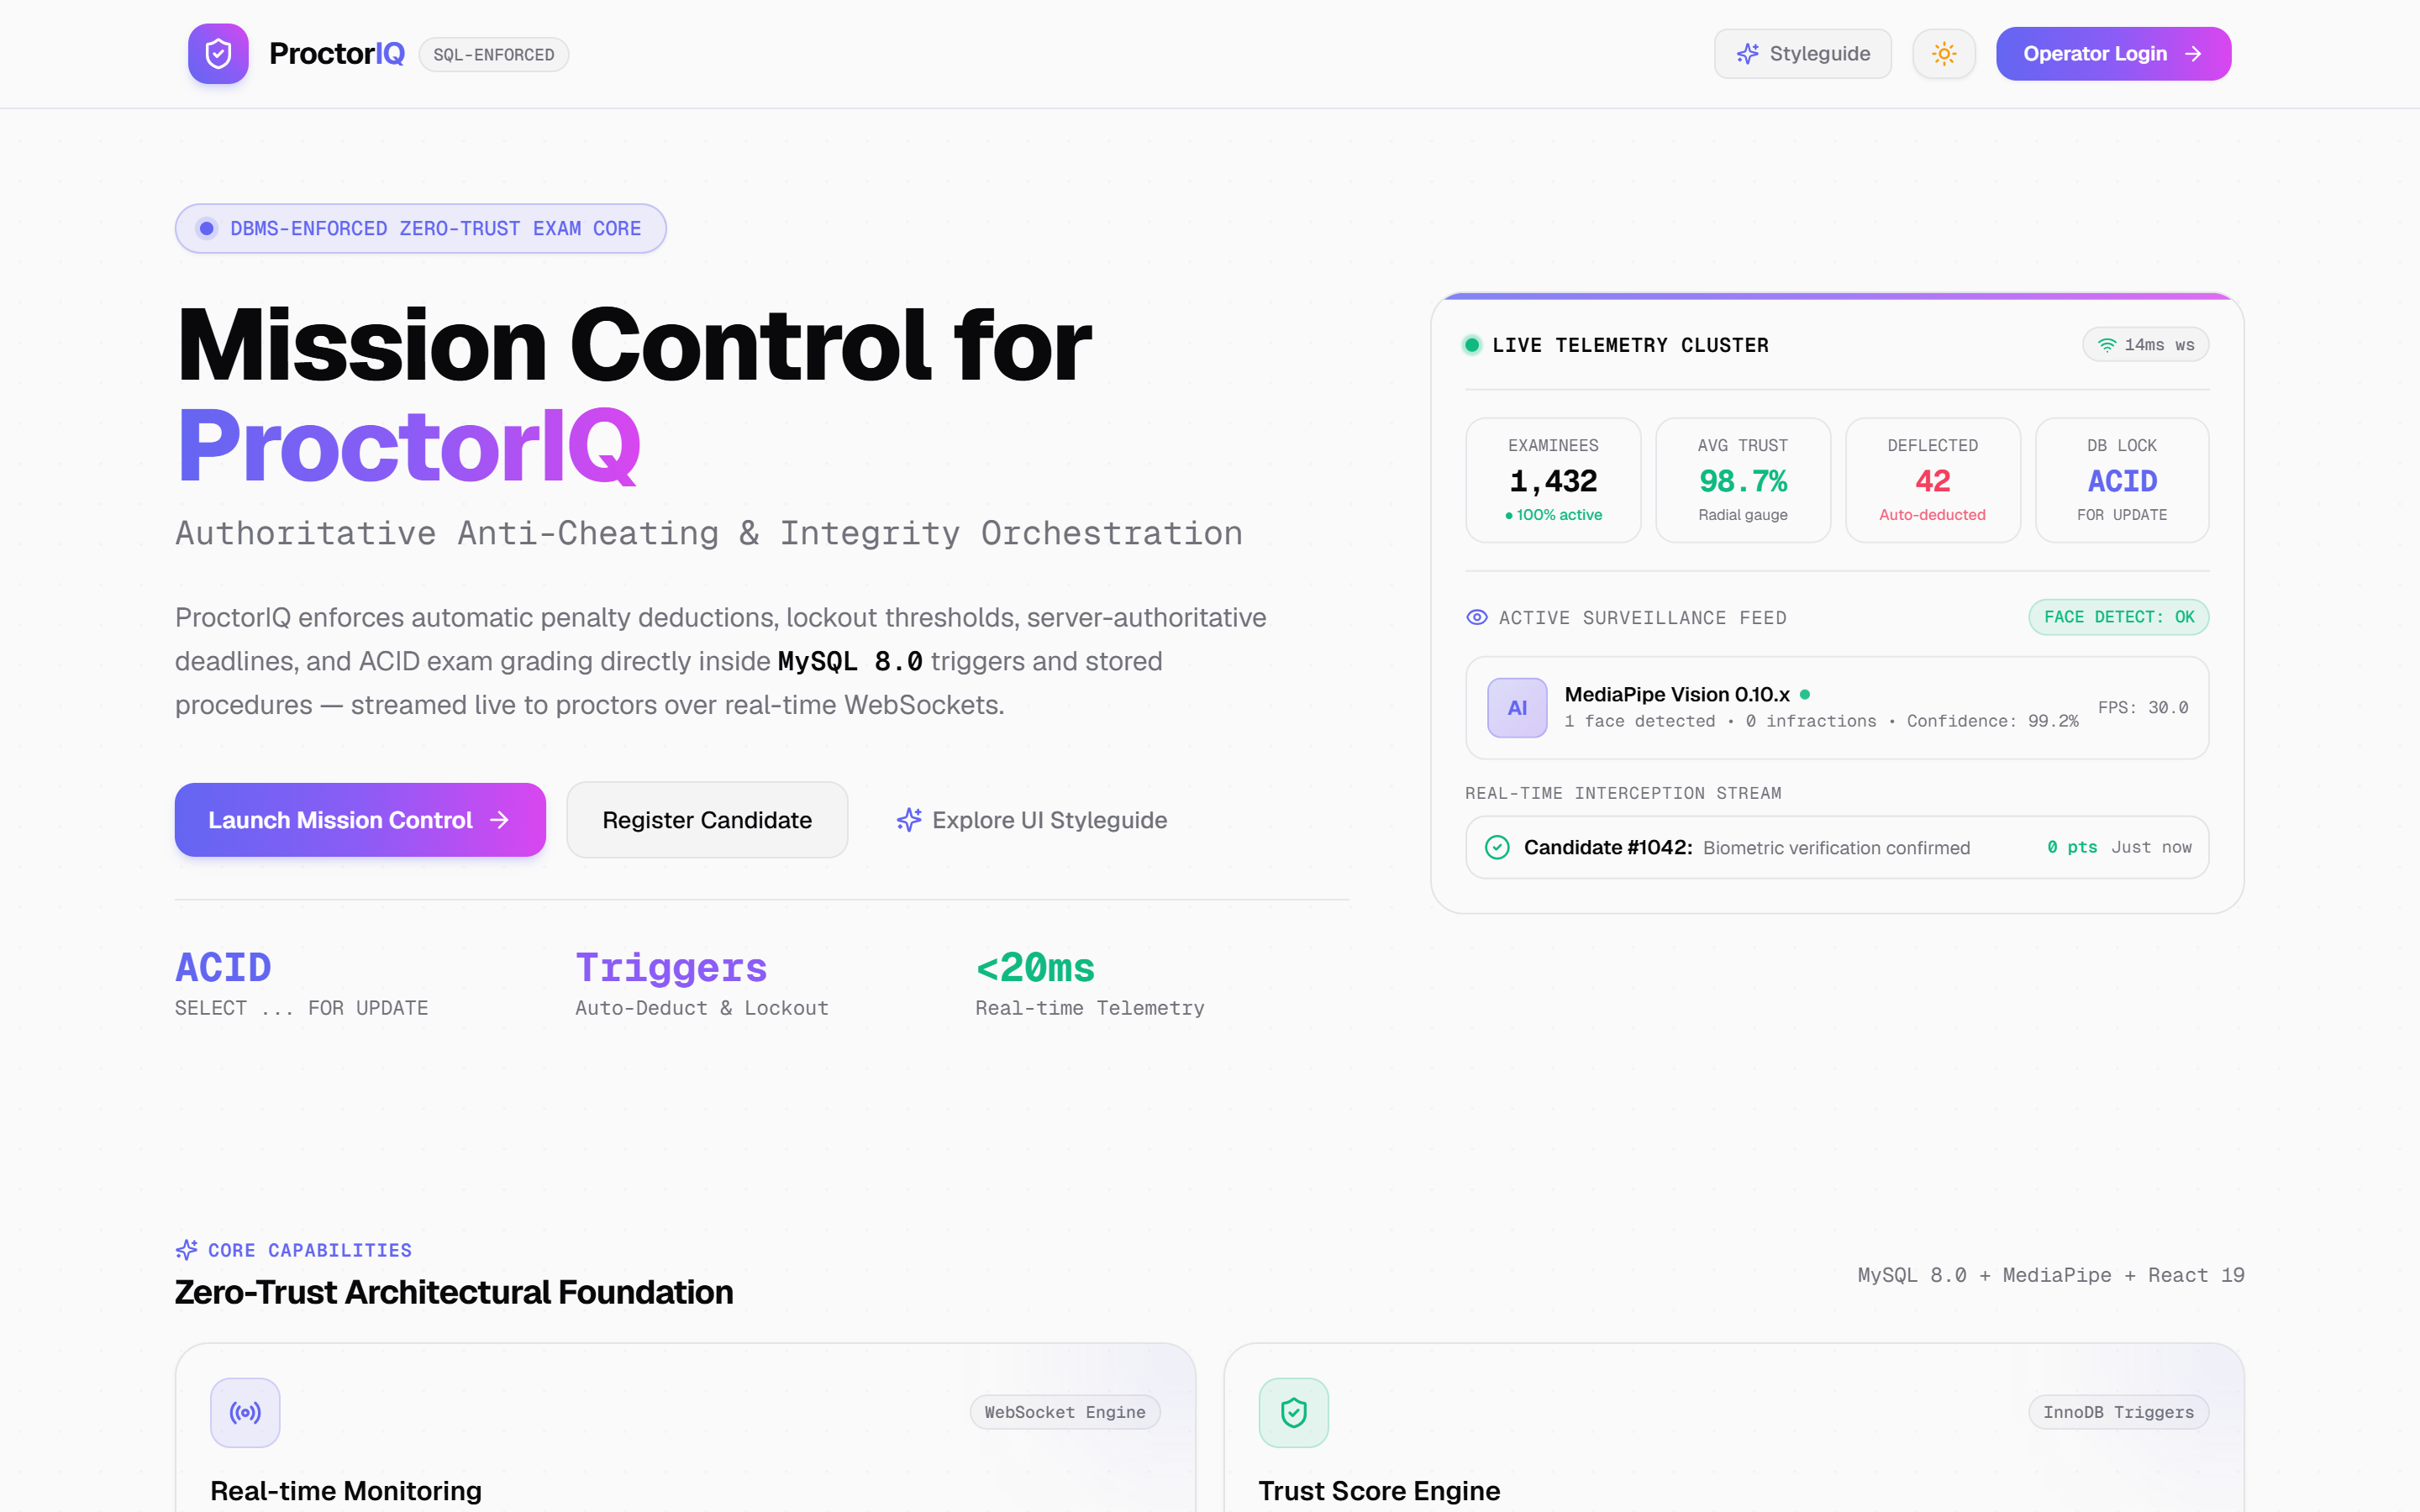 ProctorIQ SQL-ENFORCED Styleguide Operator Login →
DBMS-ENFORCED ZERO-TRUST EXAM CORE
Mission Control for
ProctorIQ
Authoritative Anti-Cheating & Integrity Orchestration
ProctorIQ enforces automatic penalty deductions, lockout thresholds, server-authoritative
deadlines, and ACID exam grading directly inside MySQL 8.0 triggers and stored
procedures — streamed live to proctors over real-time WebSockets.
Launch Mission Control → Register Candidate Explore UI Styleguide
ACID Triggers <20ms
SELECT ... FOR UPDATE Auto-Deduct & Lockout Real-time Telemetry
LIVE TELEMETRY CLUSTER 14ms ws
EXAMINEES AVG TRUST DEFLECTED DB LOCK
1,432 98.7% 42 ACID
• 100% active Radial gauge Auto-deducted FOR UPDATE
ACTIVE SURVEILLANCE FEED FACE DETECT: OK
AI MediaPipe Vision 0.10.x
1 face detected • 0 infractions • Confidence: 99.2% FPS: 30.0
REAL-TIME INTERCEPTION STREAM
Candidate #1042: Biometric verification confirmed 0 pts Just now
CORE CAPABILITIES
Zero-Trust Architectural Foundation
MySQL 8.0 + MediaPipe + React 19
WebSocket Engine
Real-time Monitoring
InnoDB Triggers
Trust Score Engine